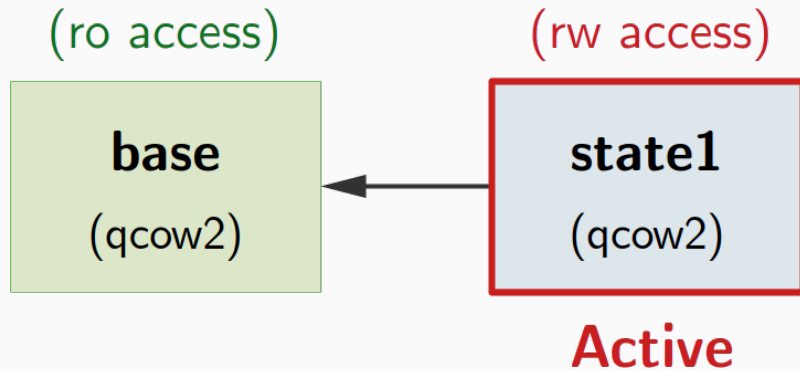 (ro access)
(rw access)
base
(qcow2)
state1
(qcow2)
Active